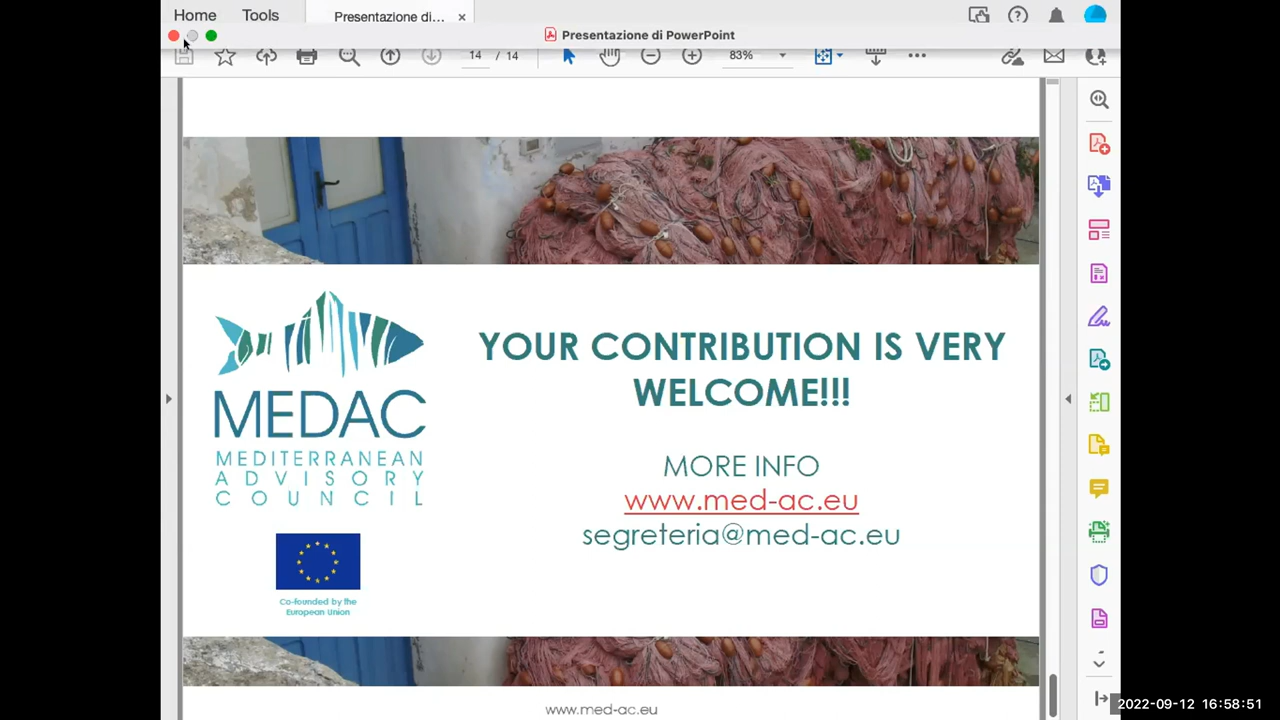 Home
Tools
Presentazione di...
Presentazione di PowerPoint
14 / 14
83%
YOUR CONTRIBUTION IS VERY
WELCOME!!!
MEDAC
MEDITERRANEAN
ADVISORY
COUNCIL
MORE INFO
www.med-ac.eu
segreteria@med-ac.eu
Co-founded by the
European Union
www.med-ac.eu
2022-09-12 16:58:51